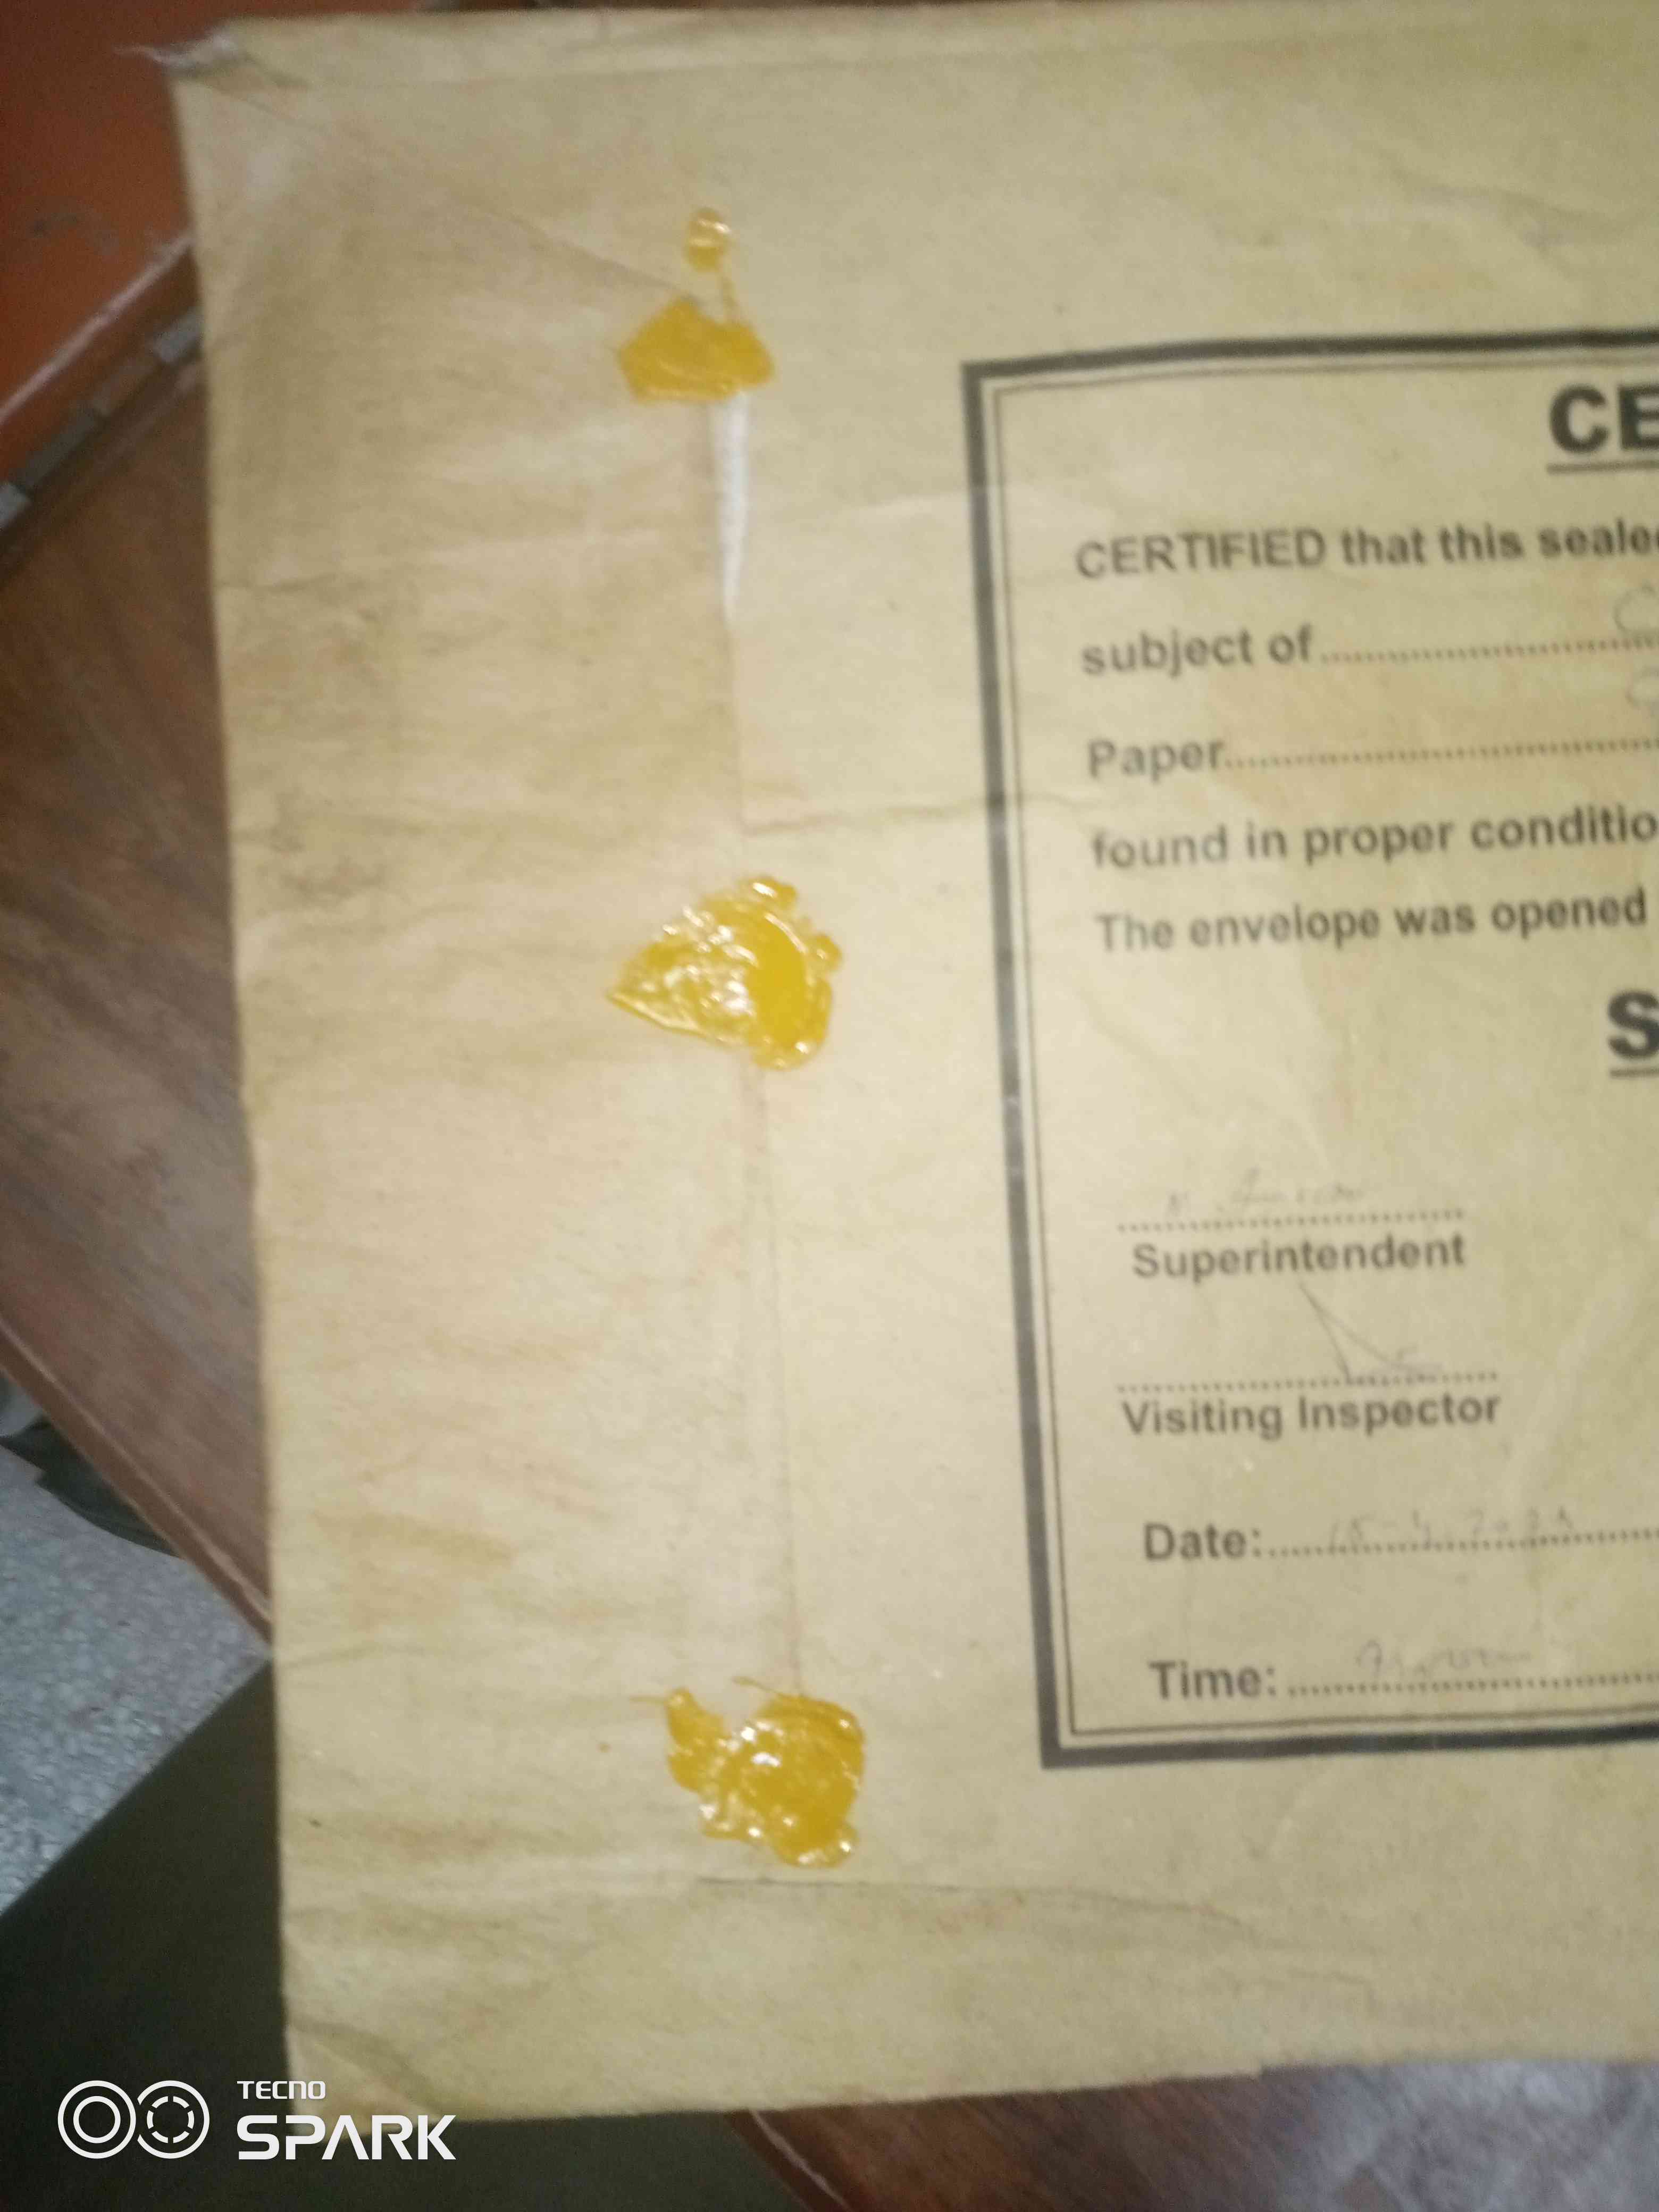 CE
CERTIFIED that this seale
subject of
Paper
found in proper conditio
The envelope was opened
S
Superintendent
Visiting Inspector
Date:
Time:
TECNO
SPARK